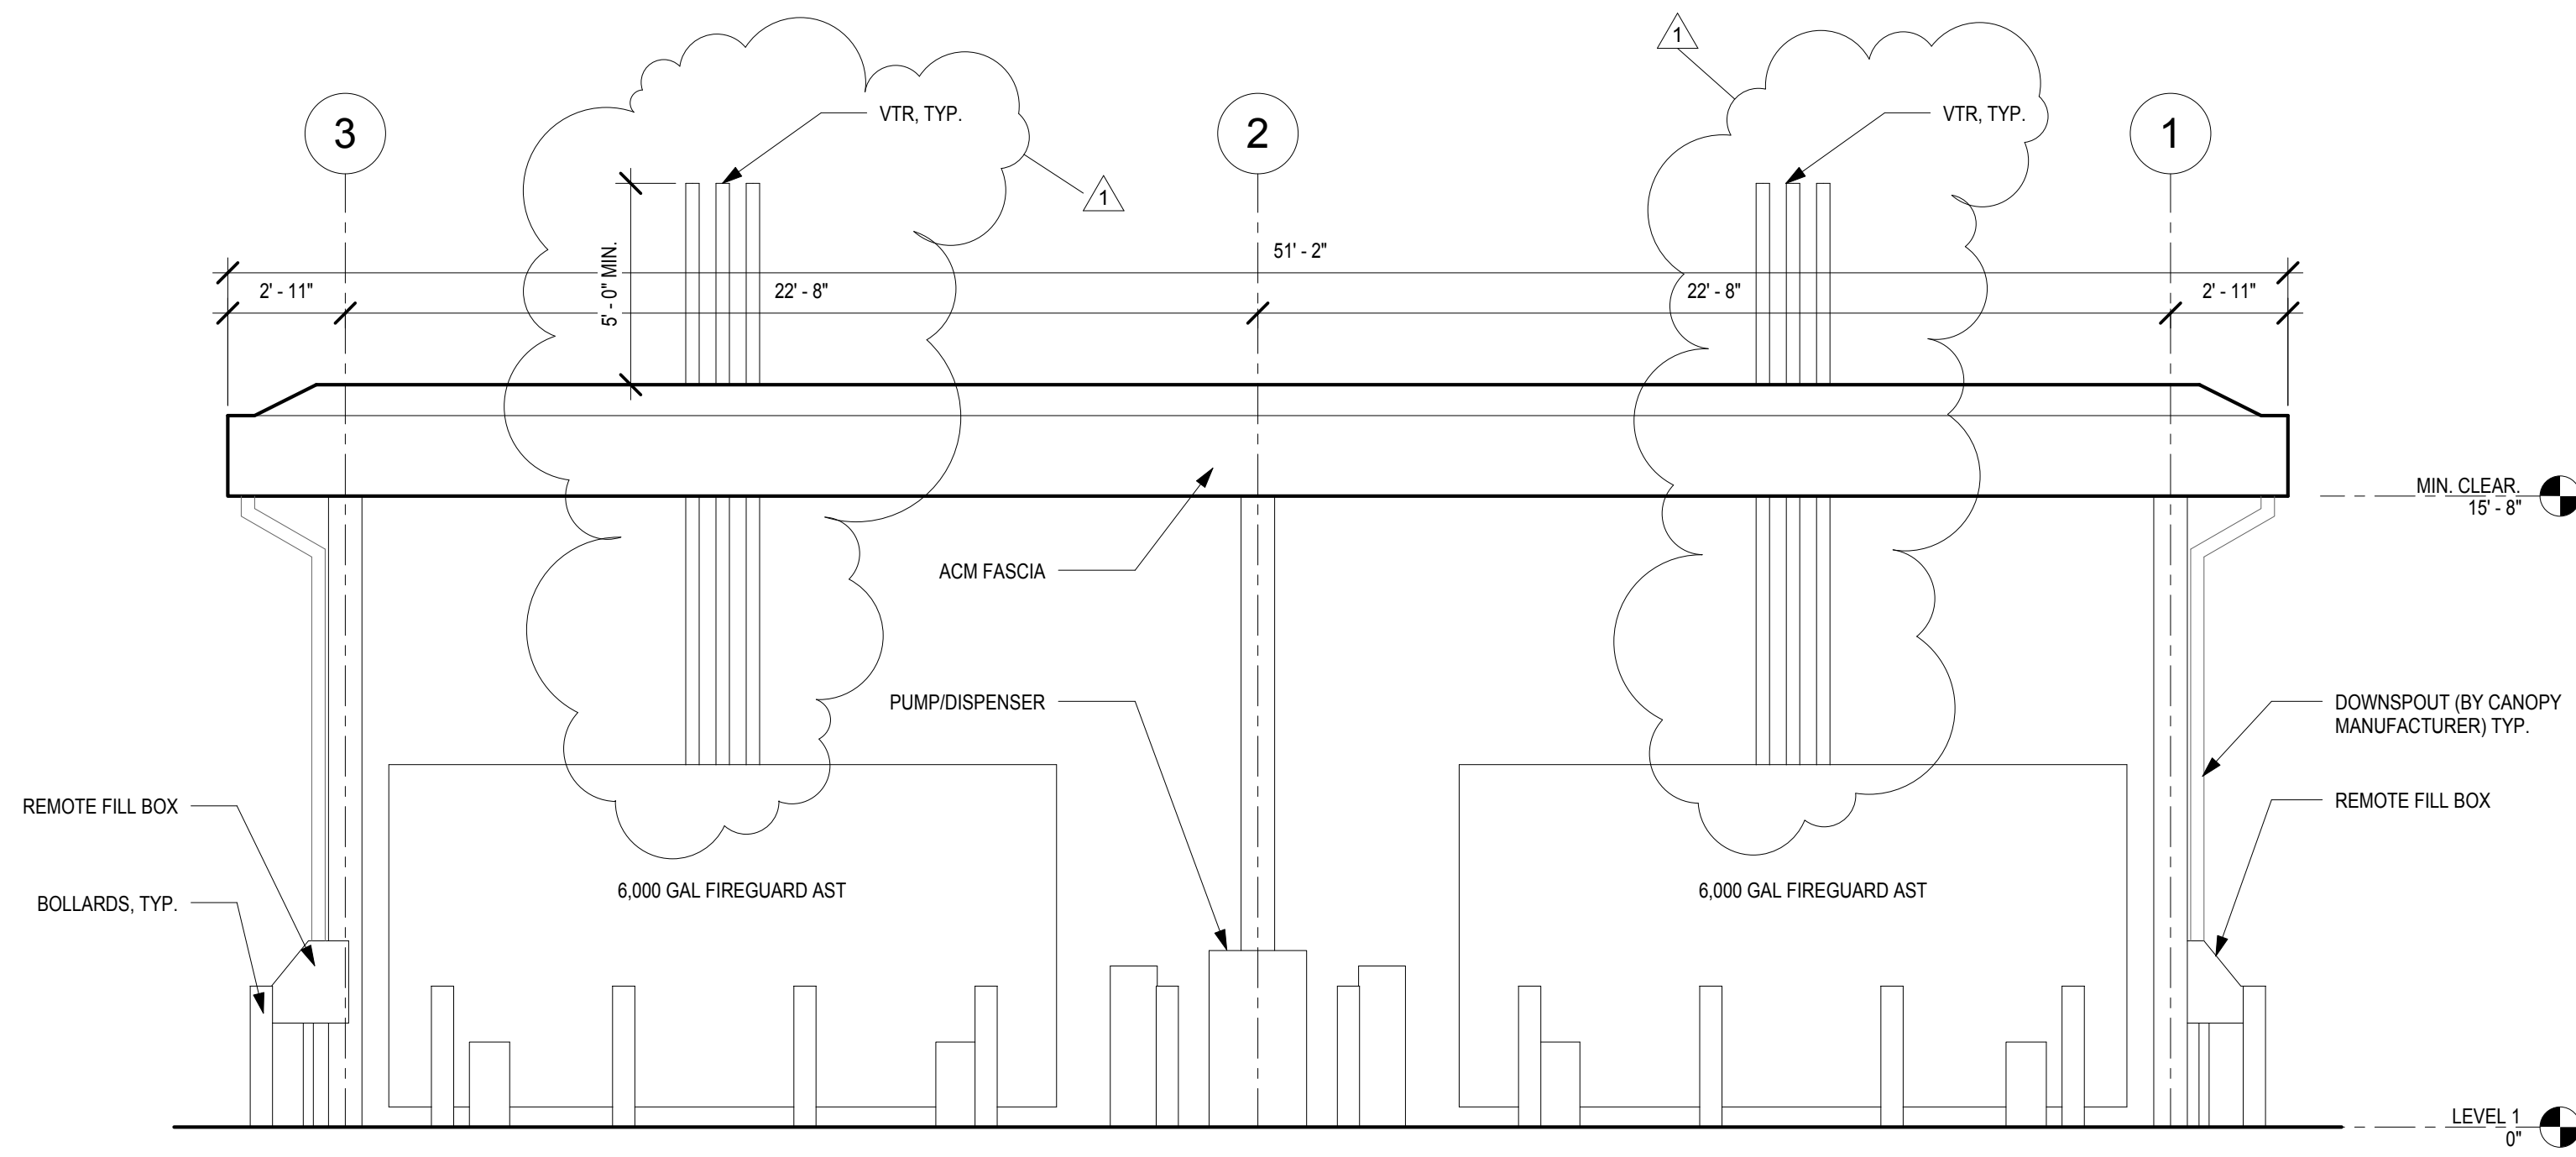 1
VTR, TYP.
VTR, TYP.
3
2
1
1
51' - 2"
5' - 0" MIN.
2' - 11"
22' - 8"
22' - 8"
2' - 11"
MIN. CLEAR.
15' - 8"
ACM FASCIA
PUMP/DISPENSER
DOWNSPOUT (BY CANOPY
MANUFACTURER) TYP.
REMOTE FILL BOX
REMOTE FILL BOX
6,000 GAL FIREGUARD AST
6,000 GAL FIREGUARD AST
BOLLARDS, TYP.
LEVEL 1
0"